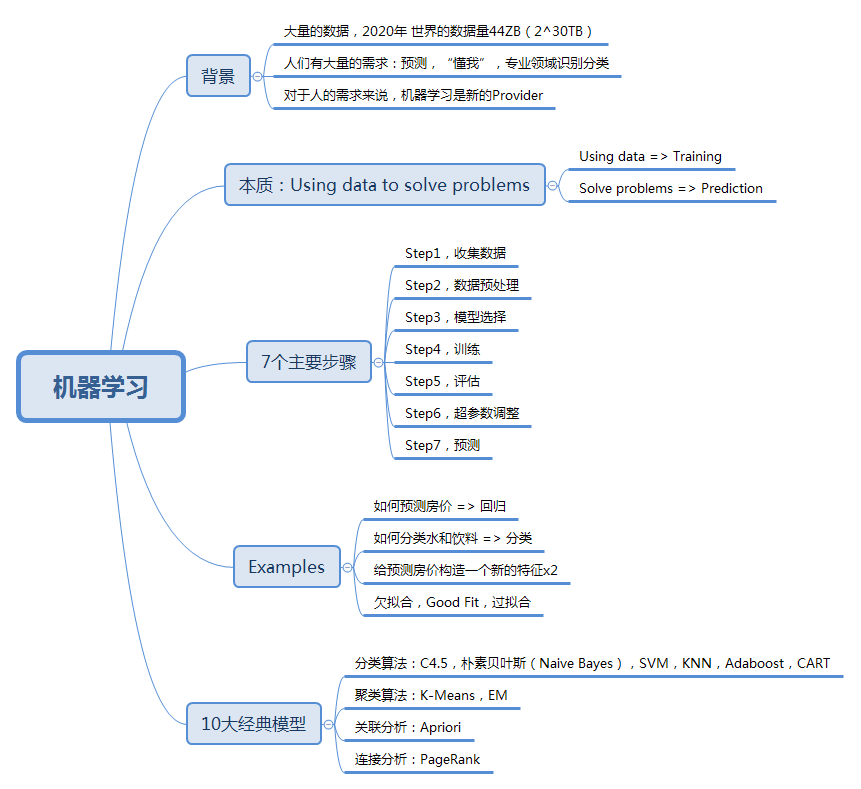 机器学习
背景
大量的数据，2020年 世界的数据量44ZB（2^30TB）
人们有大量的需求：预测，“懂我”，专业领域识别分类
对于人的需求来说，机器学习是新的Provider
本质：Using data to solve problems
Using data => Training
Solve problems => Prediction
7个主要步骤
Step1，收集数据
Step2，数据预处理
Step3，模型选择
Step4，训练
Step5，评估
Step6，超参数调整
Step7，预测
Examples
如何预测房价 => 回归
如何分类水和饮料 => 分类
给预测房价构造一个新的特征x2
欠拟合，Good Fit，过拟合
10大经典模型
分类算法：C4.5，朴素贝叶斯（Naive Bayes），SVM，KNN，Adaboost，CART
聚类算法：K-Means，EM
关联分析：Apriori
连接分析：PageRank